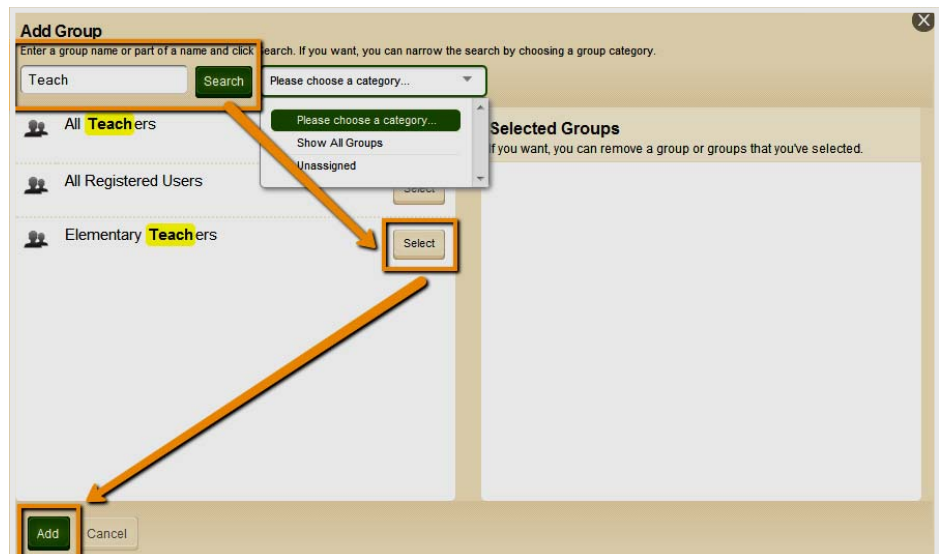 Add Group
Enter a group name or part of a name and click Search. If you want, you can narrow the search by choosing a group category.
Teach
Search
Please choose a category...
Please choose a category...
Show All Groups
Unassigned
All Teachers
All Registered Users
Select
Elementary Teachers
Select
Selected Groups
If you want, you can remove a group or groups that you've selected.
Add
Cancel